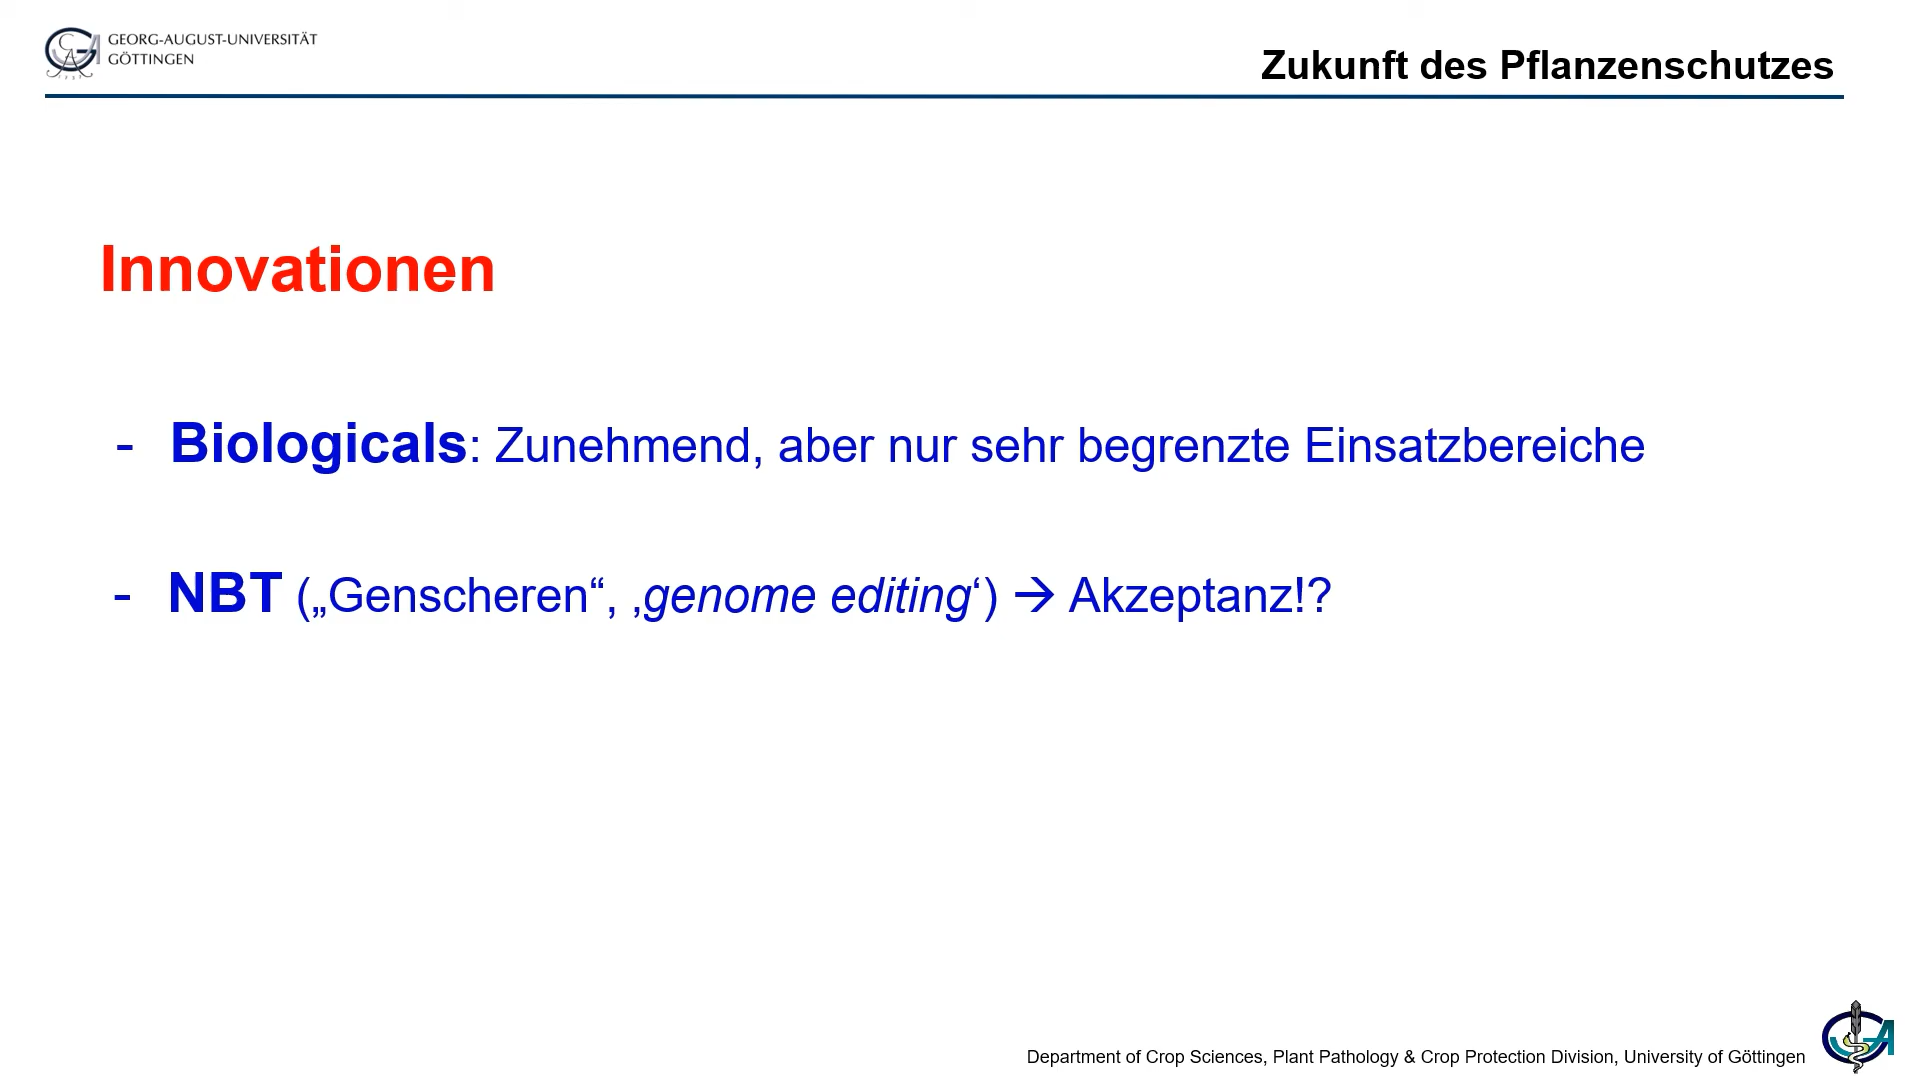 GEORG-AUGUST-UNIVERSITÄT
GÖTTINGEN
Zukunft des Pflanzenschutzes
Innovationen
- Biologicals: Zunehmend, aber nur sehr begrenzte Einsatzbereiche
- NBT („Genscheren“, ‚genome editing‘) → Akzeptanz!?
Department of Crop Sciences, Plant Pathology & Crop Protection Division, University of Göttingen